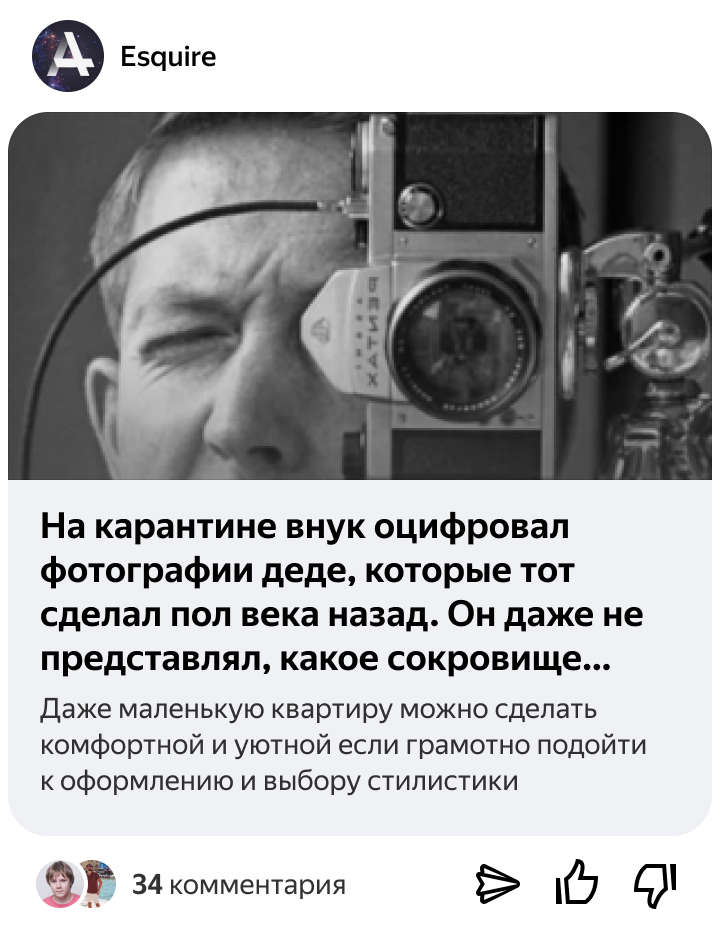 Esquire
PENTAX
На карантине внук оцифровал
фотографии деде, которые тот
сделал пол века назад. Он даже не
представлял, какое сокровище...
Даже маленькую квартиру можно сделать
комфортной и уютной если грамотно подойти
к оформлению и выбору стилистики
34 комментария